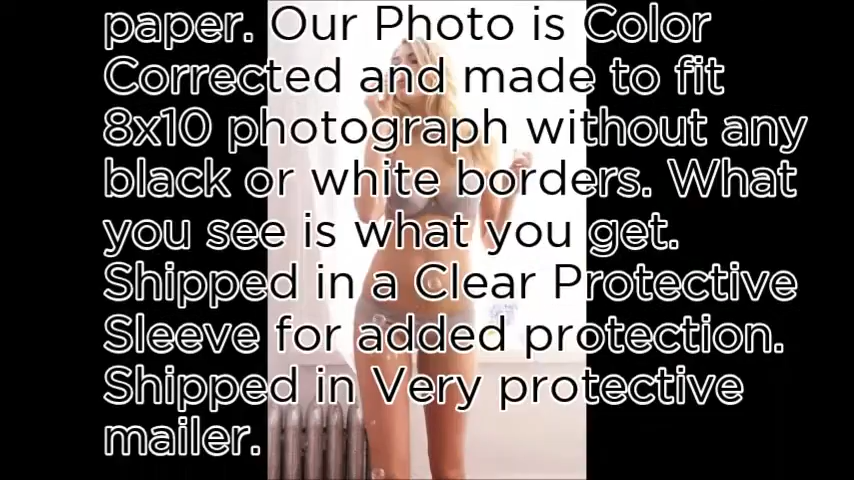 paper. Our Photo is Color
Corrected and made to fit
8x10 photograph without any
black or white borders. What
you see is what you get.
Shipped in a Clear Protective
Sleeve for added protection.
Shipped in Very protective
mailer.